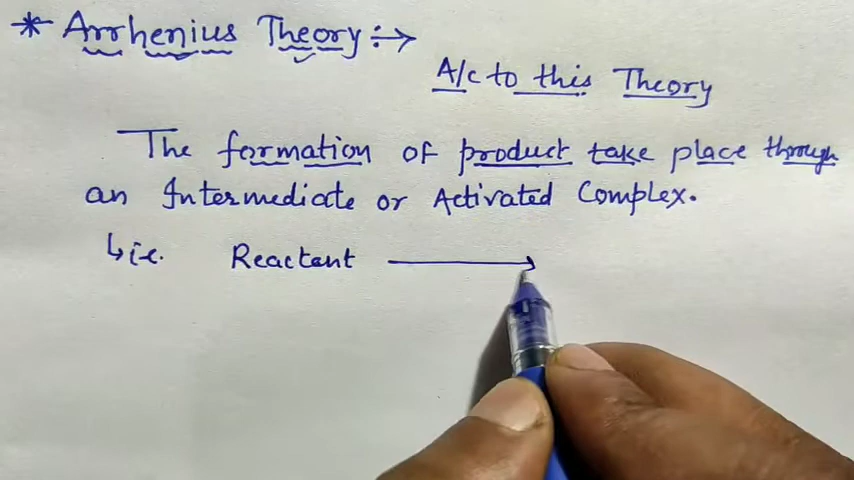 * Arrhenius Theory :→
A/c to this Theory
The formation of product take place through
an Intermediate or Activated Complex.
↳ i.e. Reactant ⟶